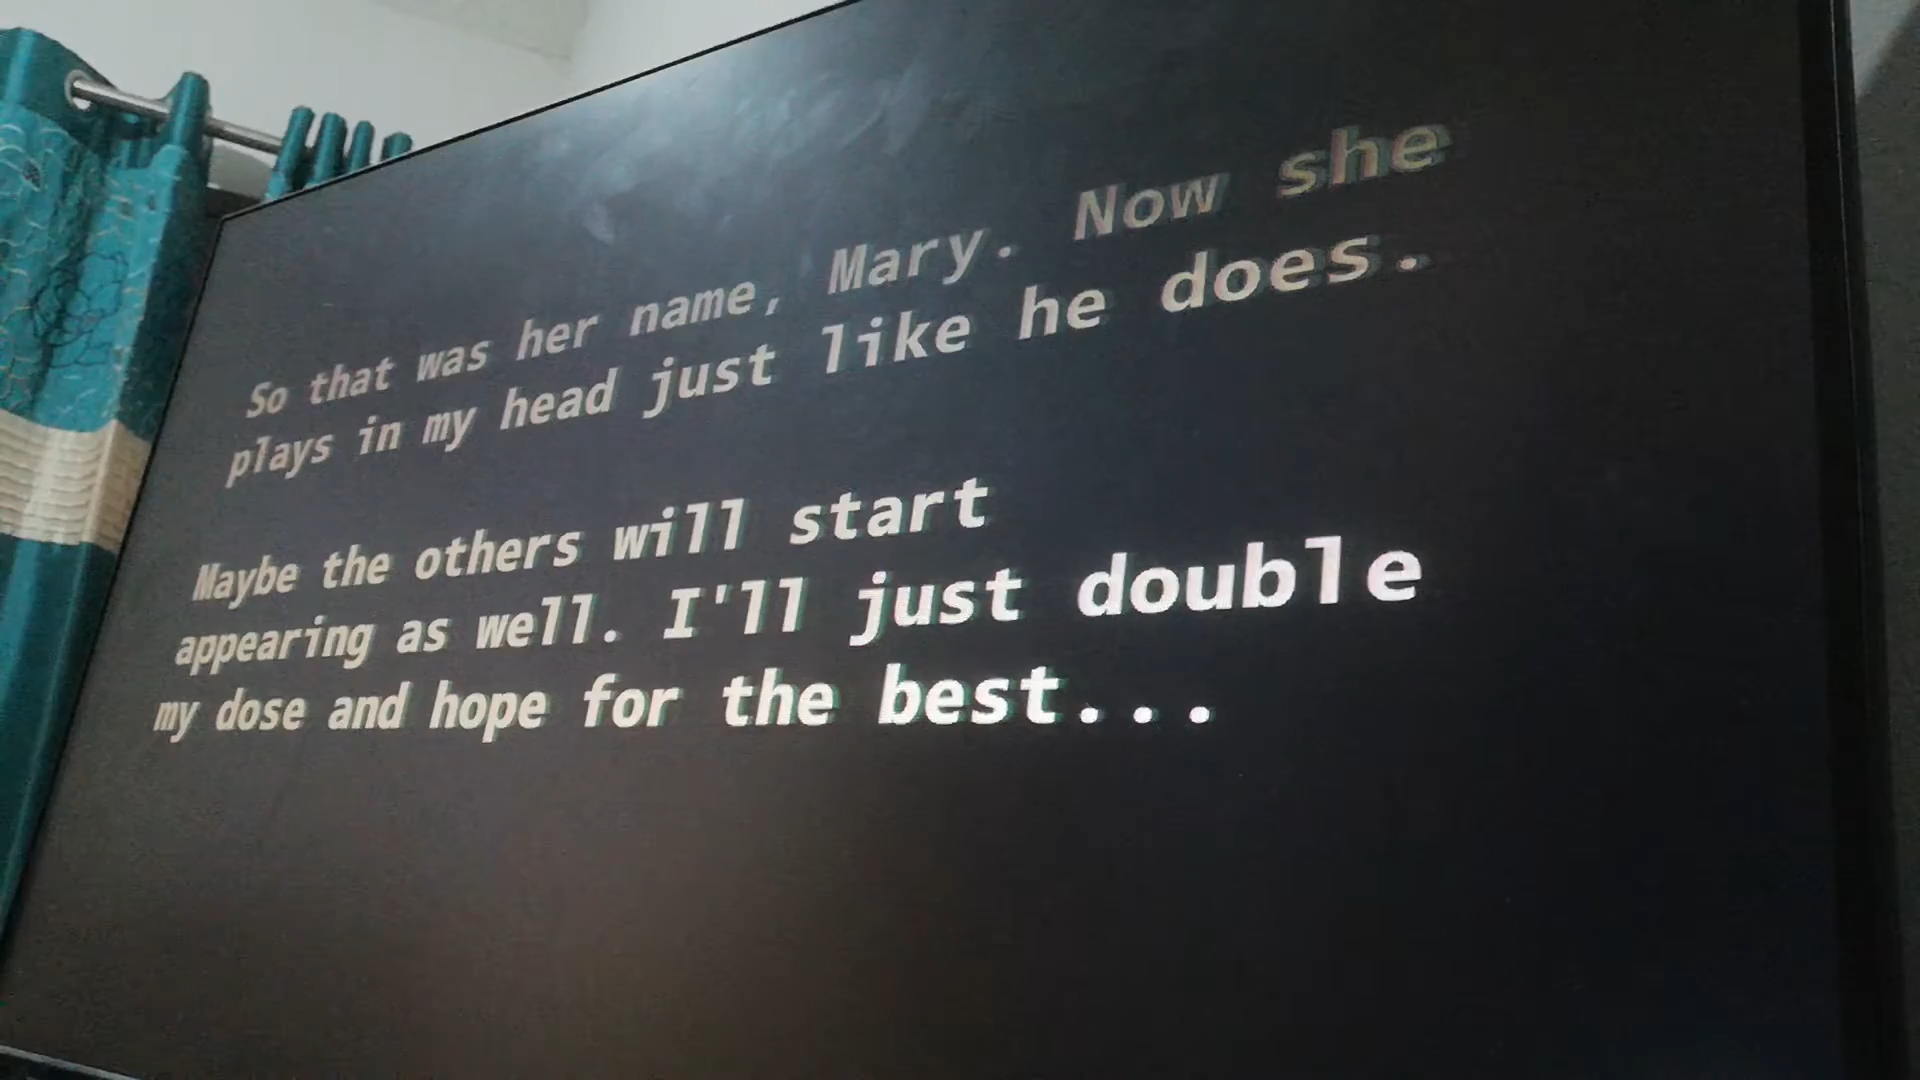 So that was her name, Mary. Now she
plays in my head just like he does.
Maybe the others will start
appearing as well. I'll just double
my dose and hope for the best...